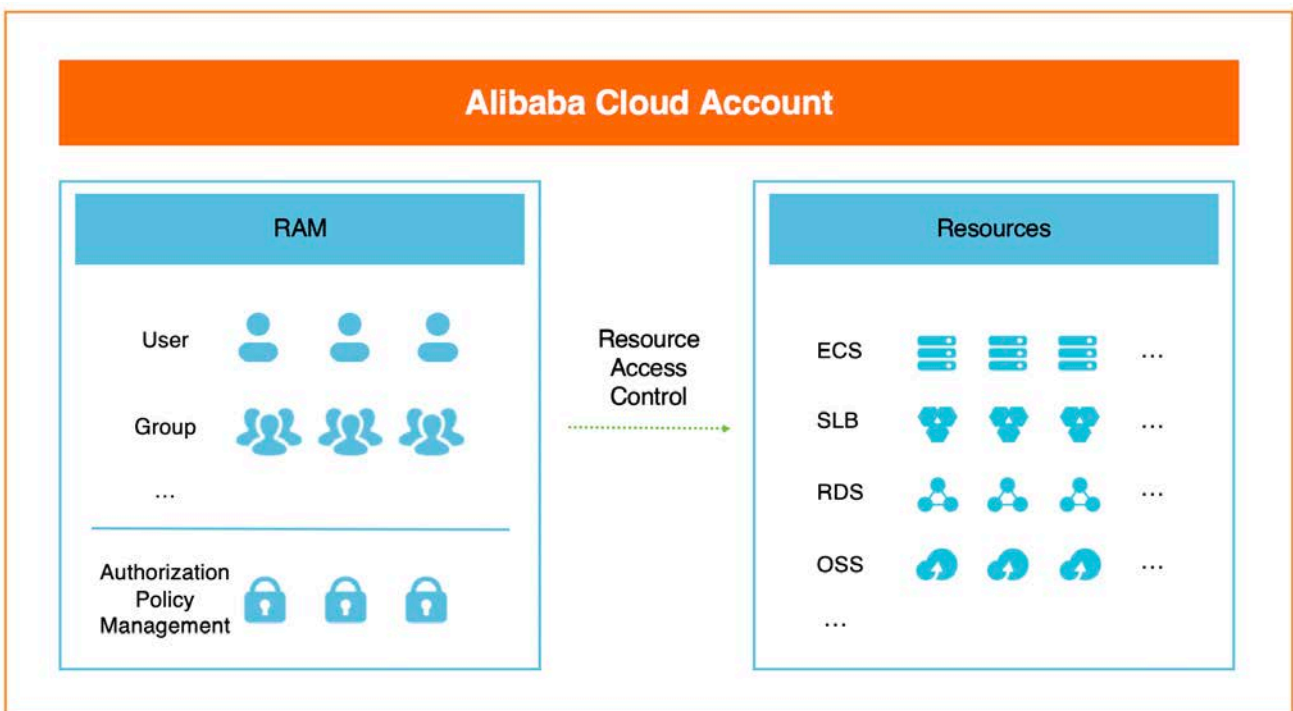 Alibaba Cloud Account
RAM
User
Group
...
Authorization
Policy
Management
Resource
Access
Control
Resources
ECS
...
SLB
...
RDS
...
OSS
...
...